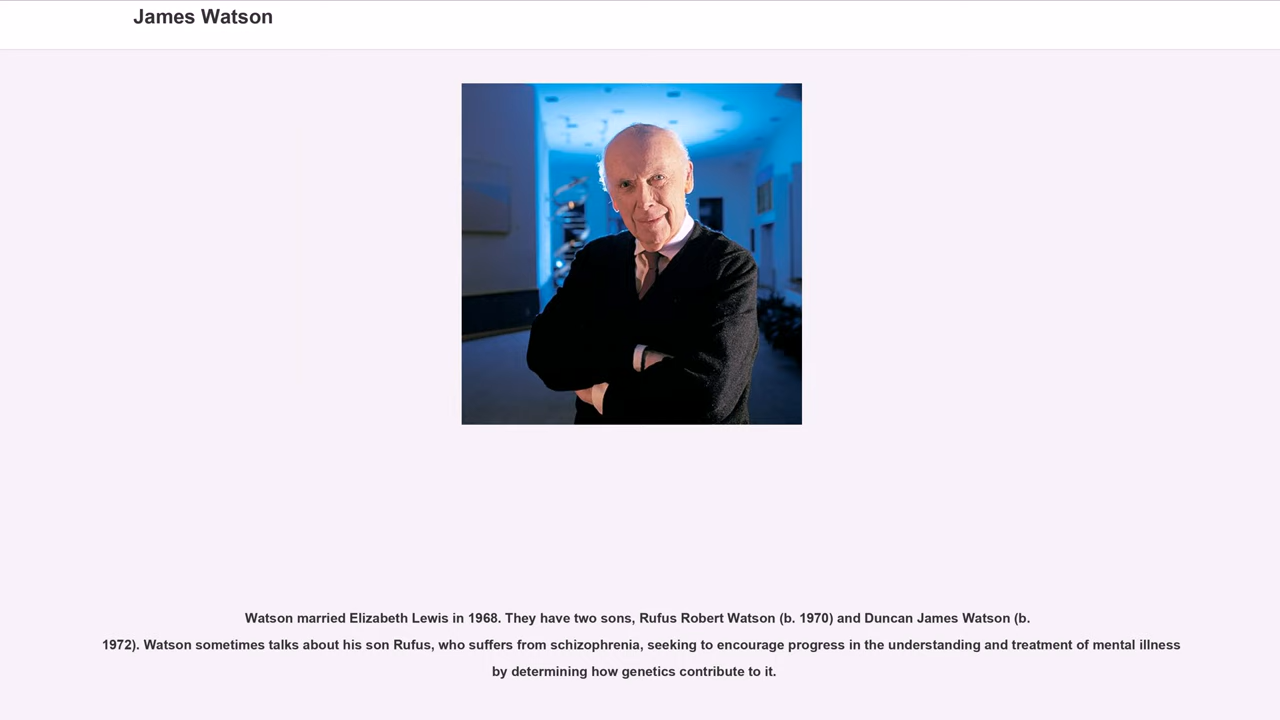 James Watson
Watson married Elizabeth Lewis in 1968. They have two sons, Rufus Robert Watson (b. 1970) and Duncan James Watson (b.
1972). Watson sometimes talks about his son Rufus, who suffers from schizophrenia, seeking to encourage progress in the understanding and treatment of mental illness
by determining how genetics contribute to it.